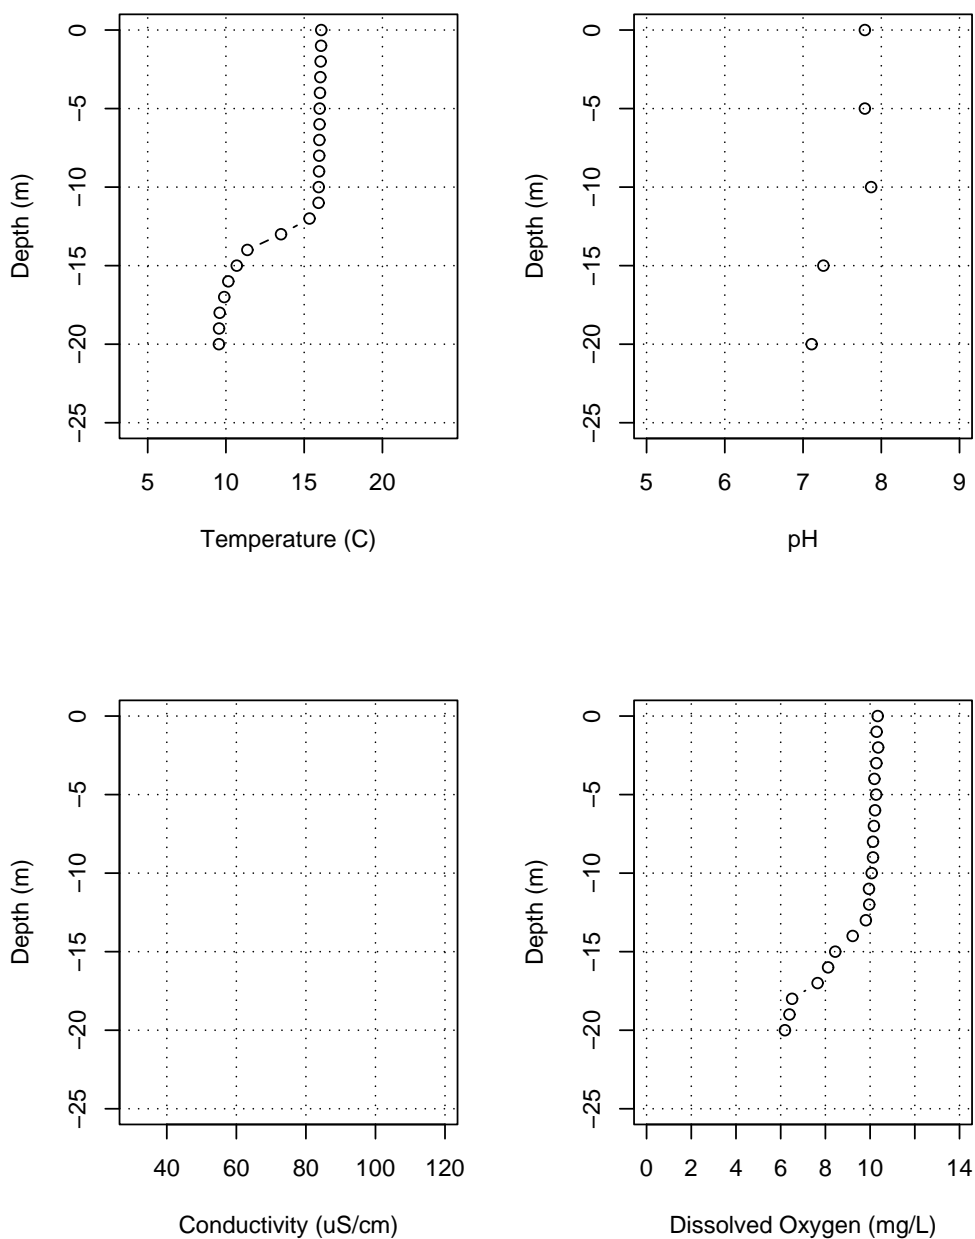 0
−5
−10
−15
−20
−25
Depth (m)
5 10 15 20
Temperature (C)
0
−5
−10
−15
−20
−25
Depth (m)
5 6 7 8 9
pH
0
−5
−10
−15
−20
−25
Depth (m)
40 60 80 100 120
Conductivity (uS/cm)
0
−5
−10
−15
−20
−25
Depth (m)
0 2 4 6 8 10 14
Dissolved Oxygen (mg/L)